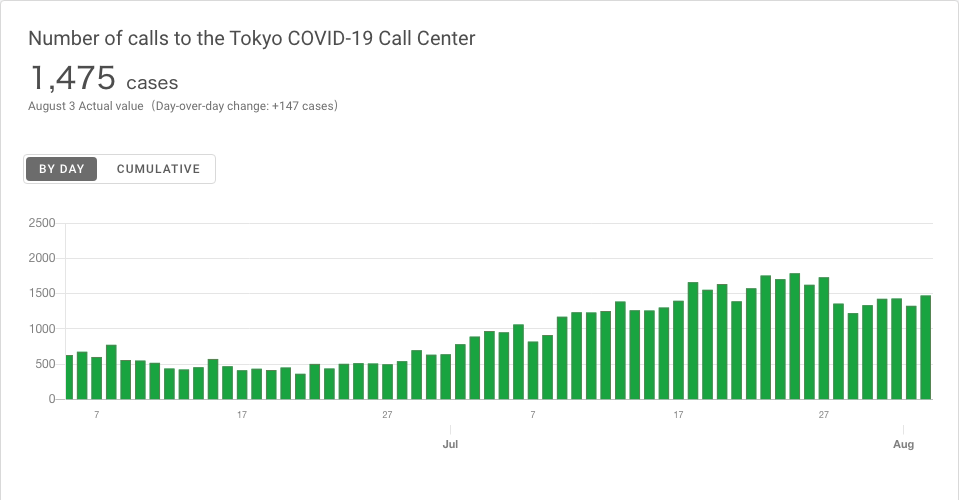 Number of calls to the Tokyo COVID-19 Call Center
1,475 cases
August 3 Actual value（Day-over-day change: +147 cases）
BY DAY CUMULATIVE
2500
2000
1500
1000
500
0
7 17 27 7 17 27
Jul Aug